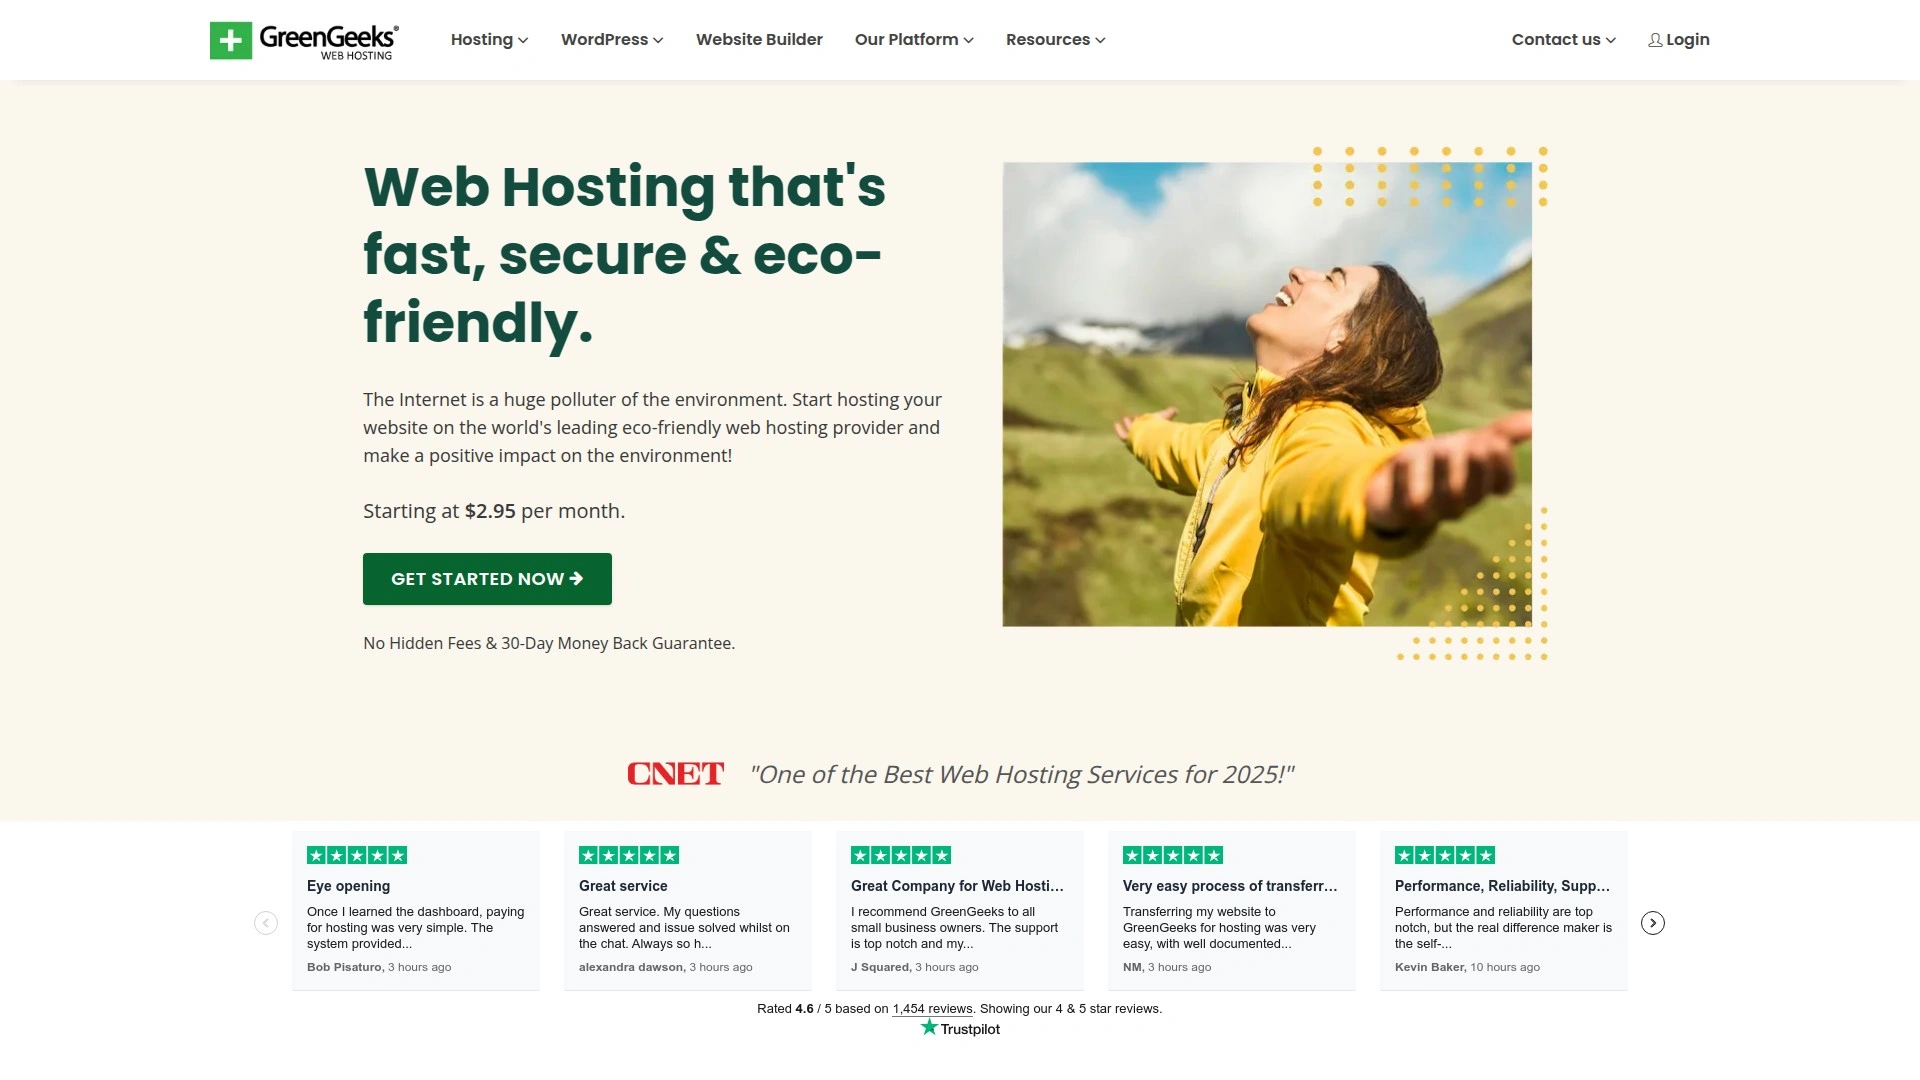 GreenGeeks®
WEB HOSTING
Hosting
WordPress
Website Builder
Our Platform
Resources
Contact us
Login
Web Hosting that's
fast, secure & eco-
friendly.
The Internet is a huge polluter of the environment. Start hosting your
website on the world's leading eco-friendly web hosting provider and
make a positive impact on the environment!
Starting at $2.95 per month.
GET STARTED NOW
No Hidden Fees & 30-Day Money Back Guarantee.
CNET
"One of the Best Web Hosting Services for 2025!"
Eye opening
Once I learned the dashboard, paying
for hosting was very simple. The
system provided...
Bob Pisaturo, 3 hours ago
Great service
Great service. My questions
answered and issue solved whilst on
the chat. Always so h...
alexandra dawson, 3 hours ago
Great Company for Web Hosti...
I recommend GreenGeeks to all
small business owners. The support
is top notch and my...
J Squared, 3 hours ago
Very easy process of transferr...
Transferring my website to
GreenGeeks for hosting was very
easy, with well documented...
NM, 3 hours ago
Performance, Reliability, Supp...
Performance and reliability are top
notch, but the real difference maker is
the self-...
Kevin Baker, 10 hours ago
Rated 4.6 / 5 based on 1,454 reviews. Showing our 4 & 5 star reviews.
Trustpilot